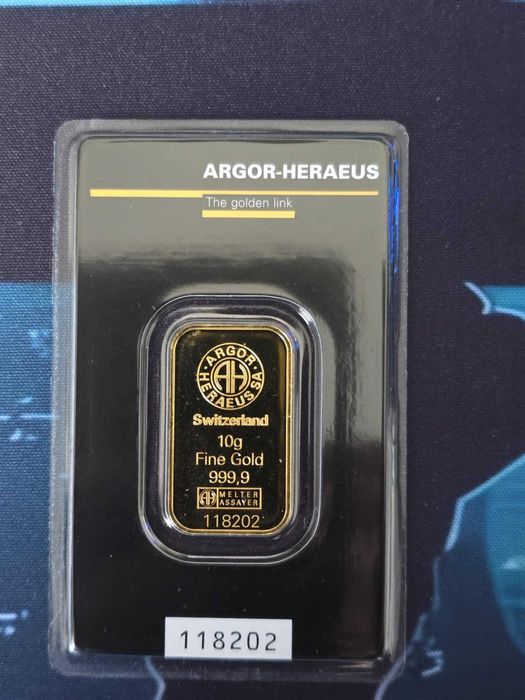 ARGOR-HERAEUS
The golden link
ARGOR
HERAEUS SA
AH
Switzerland
10g
Fine Gold
999,9
AH MELTER
ASSAYER
118202
118202